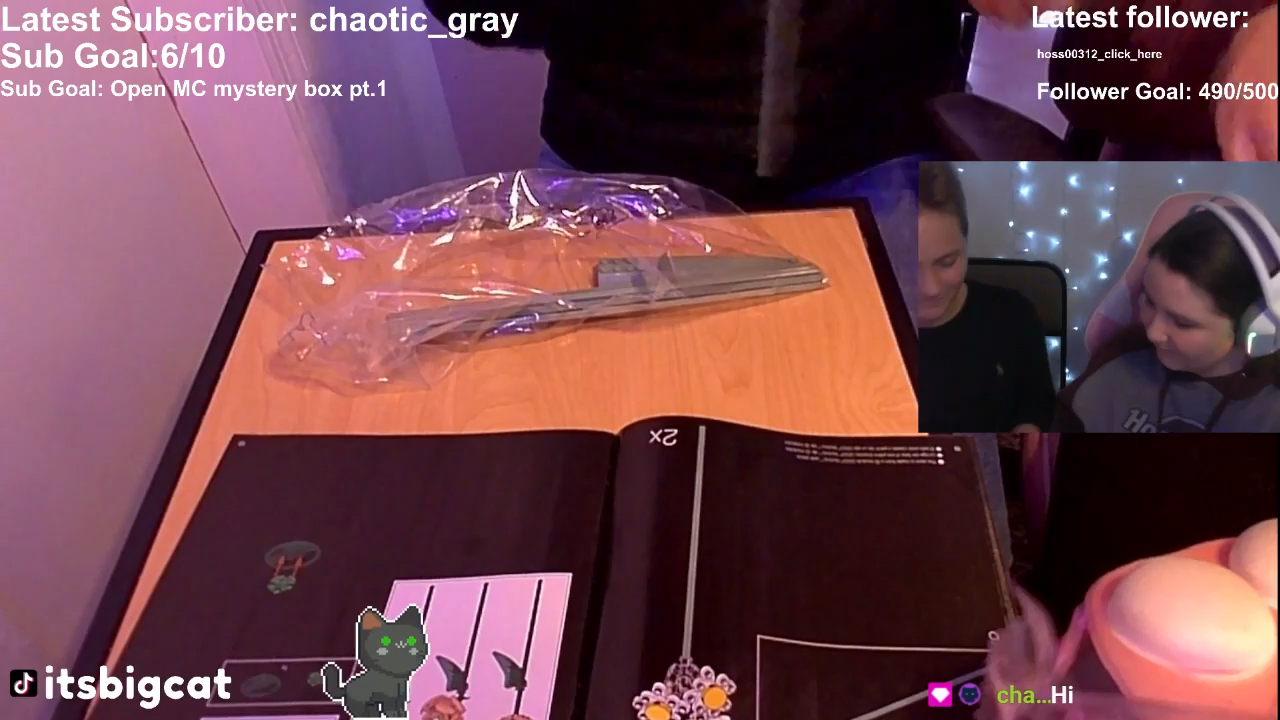 Latest Subscriber: chaotic_gray
Sub Goal:6/10
Sub Goal: Open MC mystery box pt.1
Latest follower:
hoss00312_click_here
Follower Goal: 490/500
2x
itsbigcat
cha...Hi